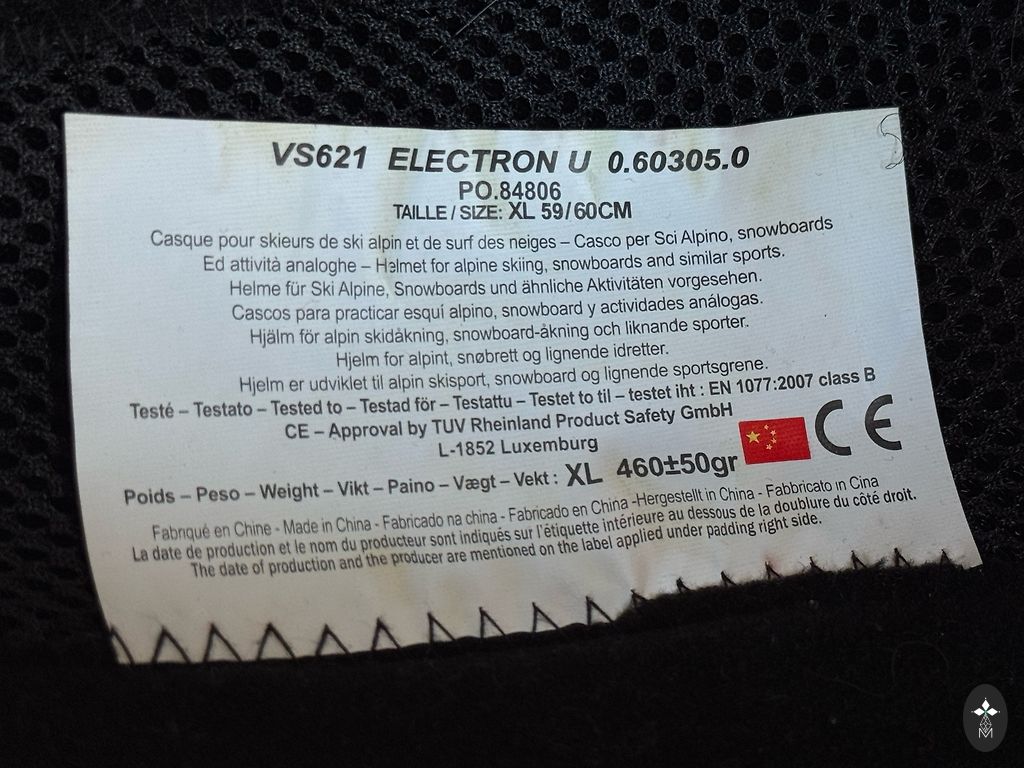 VS621 ELECTRON U 0.60305.0
PO.84806
TAILLE / SIZE: XL 59/60CM
Casque pour skieurs de ski alpin et de surf des neiges – Casco per Sci Alpino, snowboards
Ed attività analoghe – Helmet for alpine skiing, snowboards and similar sports.
Helme für Ski Alpine, Snowboards und ähnliche Aktivitäten vorgesehen.
Cascos para practicar esquí alpino, snowboard y actividades análogas.
Hjälm för alpin skidåkning, snowboard-åkning och liknande sporter.
Hjelm for alpint, snøbrett og lignende idretter.
Hjelm er udviklet til alpin skisport, snowboard og lignende sportsgrene.
Testé – Testato – Tested to – Testad för – Testattu – Testet to til – testet iht : EN 1077:2007 class B
CE – Approval by TUV Rheinland Product Safety GmbH
L-1852 Luxemburg
CE
Poids – Peso – Weight – Vikt – Paino – Vægt – Vekt : XL 460±50gr
Fabriqué en Chine - Made in China - Fabricado na china - Fabricado en China -Hergestellt in China - Fabbricato in Cina
La date de production et le nom du producteur sont indiqués sur l'étiquette intérieure au dessous de la doublure du côté droit.
The date of production and the producer are mentioned on the label applied under padding right side.
M